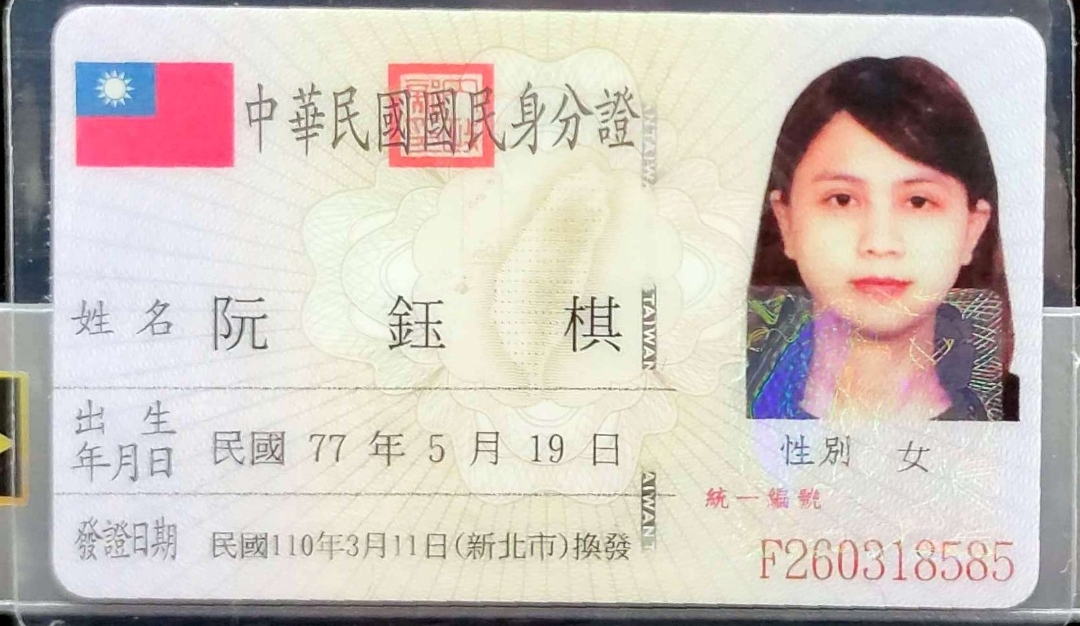 中華民國國民身分證
姓名 阮鈺棋
出生年月日 民國 77 年 5 月 19 日
性別 女
統一編號
F260318585
發證日期 民國110年3月11日(新北市)換發
TAIWAN